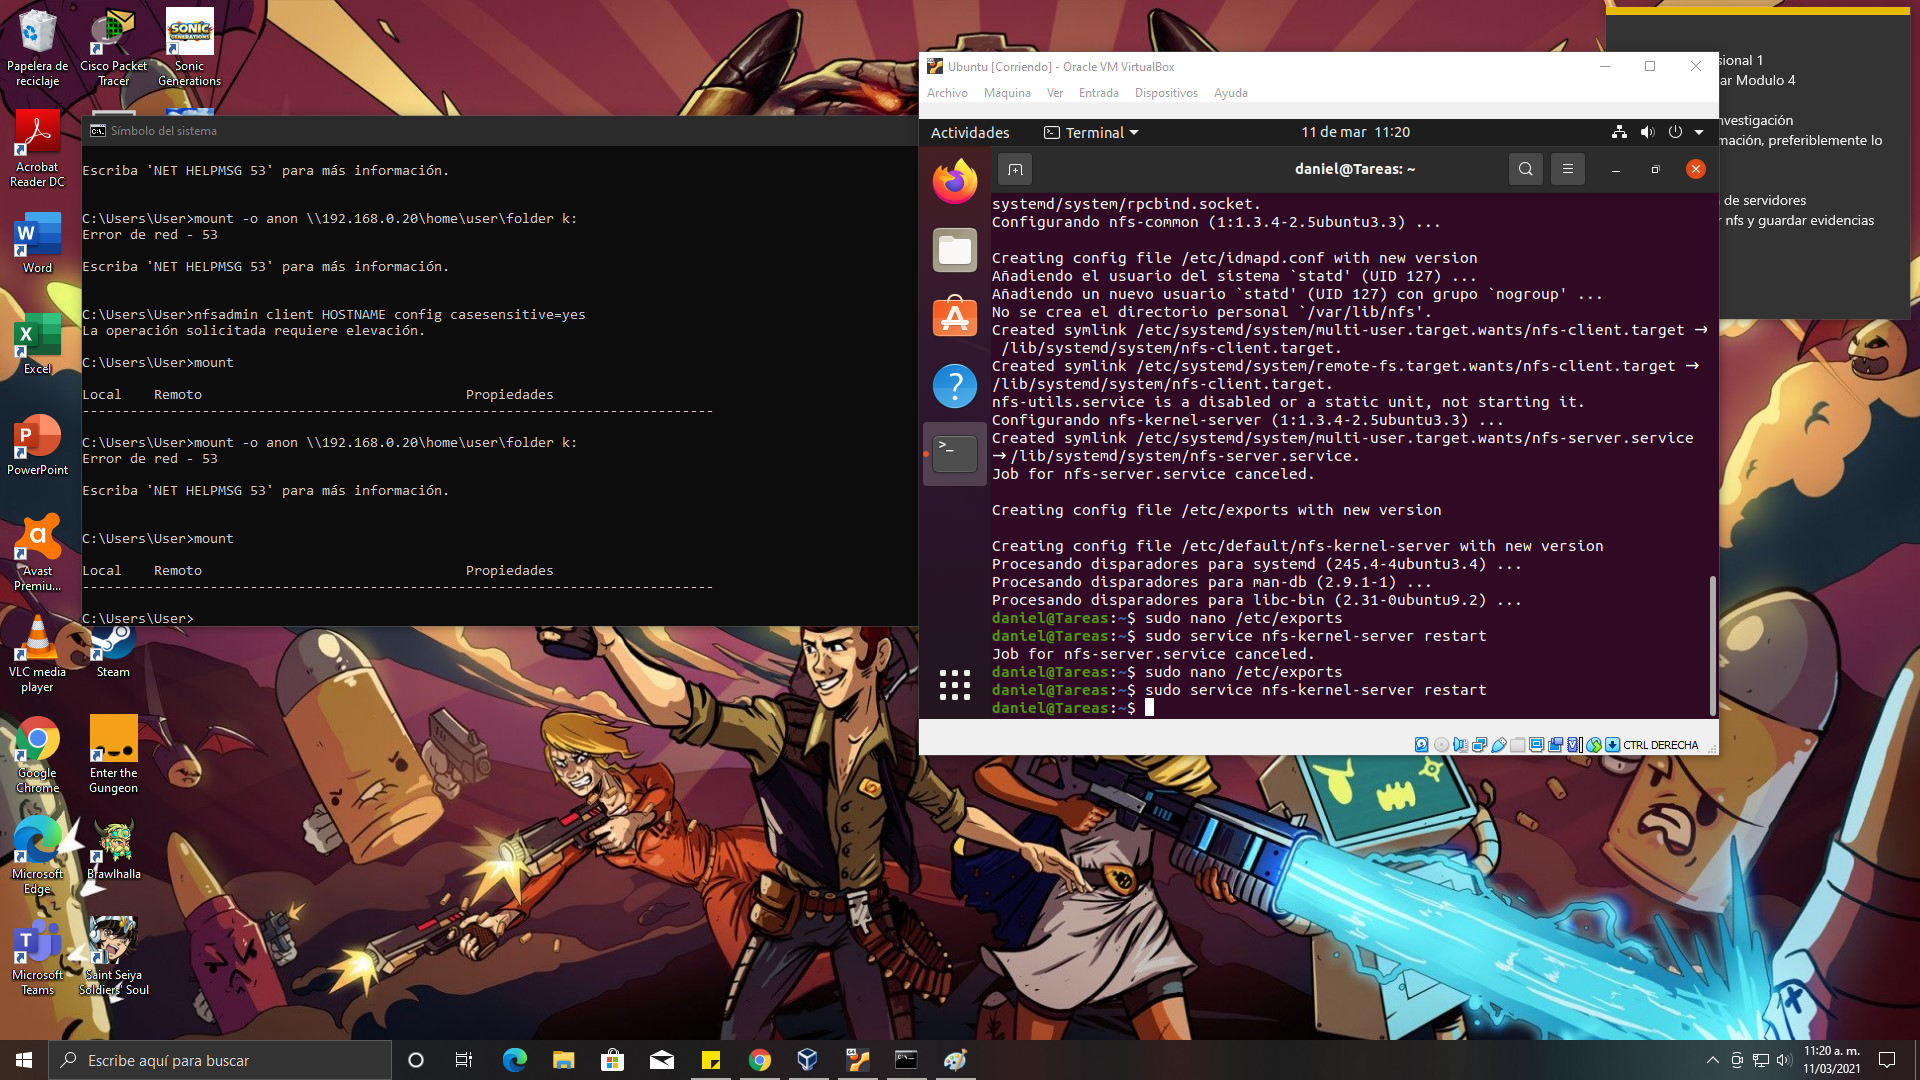 Papelera de
reciclaje
Cisco Packet
Tracer
SONIC
GENERATIONS
Sonic
Generations
Acrobat
Reader DC
Word
Excel
PowerPoint
Avast
Premiu...
VLC media
player
Steam
Google
Chrome
Enter the
Gungeon
Microsoft
Edge
Brawlhalla
Microsoft
Teams
Saint Seiya
Soldiers' Soul
Símbolo del sistema
Escriba 'NET HELPMSG 53' para más información.
C:\Users\User>mount -o anon \\192.168.0.20\home\user\folder k:
Error de red - 53
Escriba 'NET HELPMSG 53' para más información.
C:\Users\User>nfsadmin client HOSTNAME config casesensitive=yes
La operación solicitada requiere elevación.
C:\Users\User>mount
Local    Remoto                                 Propiedades
-------------------------------------------------------------------------------
C:\Users\User>mount -o anon \\192.168.0.20\home\user\folder k:
Error de red - 53
Escriba 'NET HELPMSG 53' para más información.
C:\Users\User>mount
Local    Remoto                                 Propiedades
-------------------------------------------------------------------------------
C:\Users\User>
Ubuntu [Corriendo] - Oracle VM VirtualBox
Archivo Máquina Ver Entrada Dispositivos Ayuda
Actividades Terminal 11 de mar 11:20
daniel@Tareas: ~
systemd/system/rpcbind.socket.
Configurando nfs-common (1:1.3.4-2.5ubuntu3.3) ...
Creating config file /etc/idmapd.conf with new version
Añadiendo el usuario del sistema `statd' (UID 127) ...
Añadiendo un nuevo usuario `statd' (UID 127) con grupo `nogroup' ...
No se crea el directorio personal `/var/lib/nfs'.
Created symlink /etc/systemd/system/multi-user.target.wants/nfs-client.target →
/lib/systemd/system/nfs-client.target.
Created symlink /etc/systemd/system/remote-fs.target.wants/nfs-client.target →
/lib/systemd/system/nfs-client.target.
nfs-utils.service is a disabled or a static unit, not starting it.
Configurando nfs-kernel-server (1:1.3.4-2.5ubuntu3.3) ...
Created symlink /etc/systemd/system/multi-user.target.wants/nfs-server.service
→ /lib/systemd/system/nfs-server.service.
Job for nfs-server.service canceled.
Creating config file /etc/exports with new version
Creating config file /etc/default/nfs-kernel-server with new version
Procesando disparadores para systemd (245.4-4ubuntu3.4) ...
Procesando disparadores para man-db (2.9.1-1) ...
Procesando disparadores para libc-bin (2.31-0ubuntu9.2) ...
daniel@Tareas:~$ sudo nano /etc/exports
daniel@Tareas:~$ sudo service nfs-kernel-server restart
Job for nfs-server.service canceled.
daniel@Tareas:~$ sudo nano /etc/exports
daniel@Tareas:~$ sudo service nfs-kernel-server restart
daniel@Tareas:~$
CTRL DERECHA
sional 1
ar Modulo 4
nvestigación
mación, preferiblemente lo
de servidores
r nfs y guardar evidencias
Escribe aquí para buscar
11:20 a. m.
11/03/2021